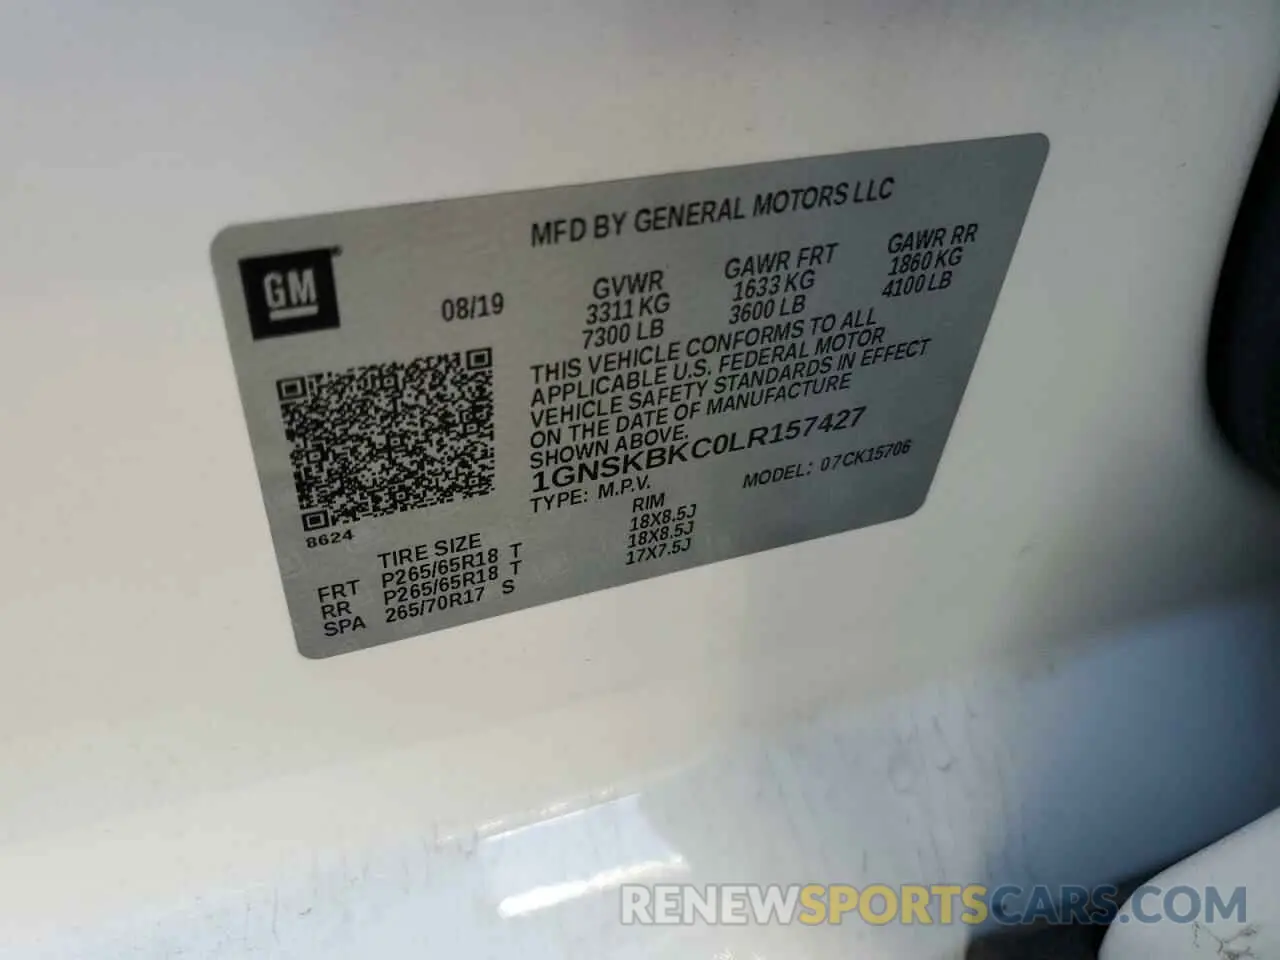 MFD BY GENERAL MOTORS LLC
GM
08/19
GVWR
3311 KG
7300 LB
GAWR FRT
1633 KG
3600 LB
GAWR RR
1860 KG
4100 LB
THIS VEHICLE CONFORMS TO ALL
APPLICABLE U.S. FEDERAL MOTOR
VEHICLE SAFETY STANDARDS IN EFFECT
ON THE DATE OF MANUFACTURE
SHOWN ABOVE.
1GNSKBKC0LR157427
TYPE: M.P.V. MODEL: 07CK15706
8624
TIRE SIZE RIM
FRT P265/65R18 T 18X8.5J
RR P265/65R18 T 18X8.5J
SPA 265/70R17 S 17X7.5J
RENEWSPORTSCARS.COM